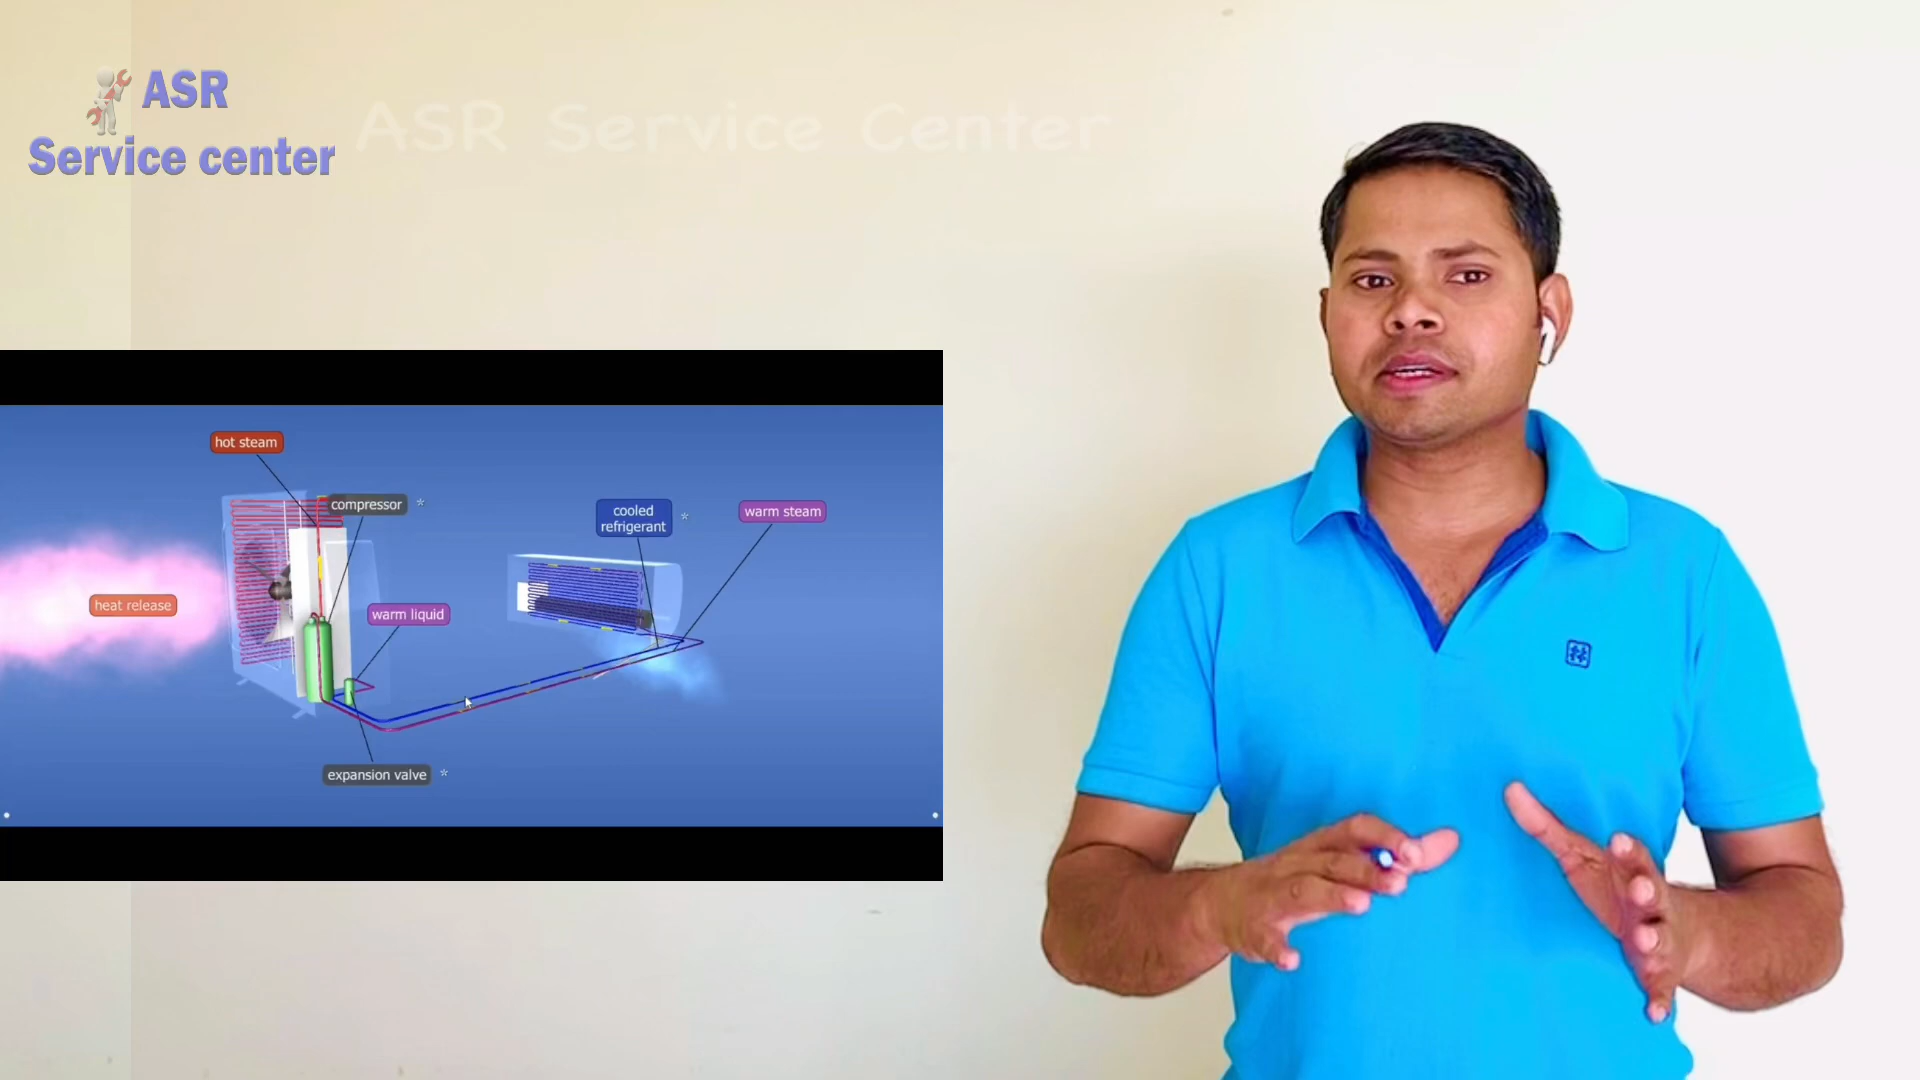 ASR
Service center
ASR Service Center
hot steam
compressor *
cooled
refrigerant *
warm steam
heat release
warm liquid
expansion valve *